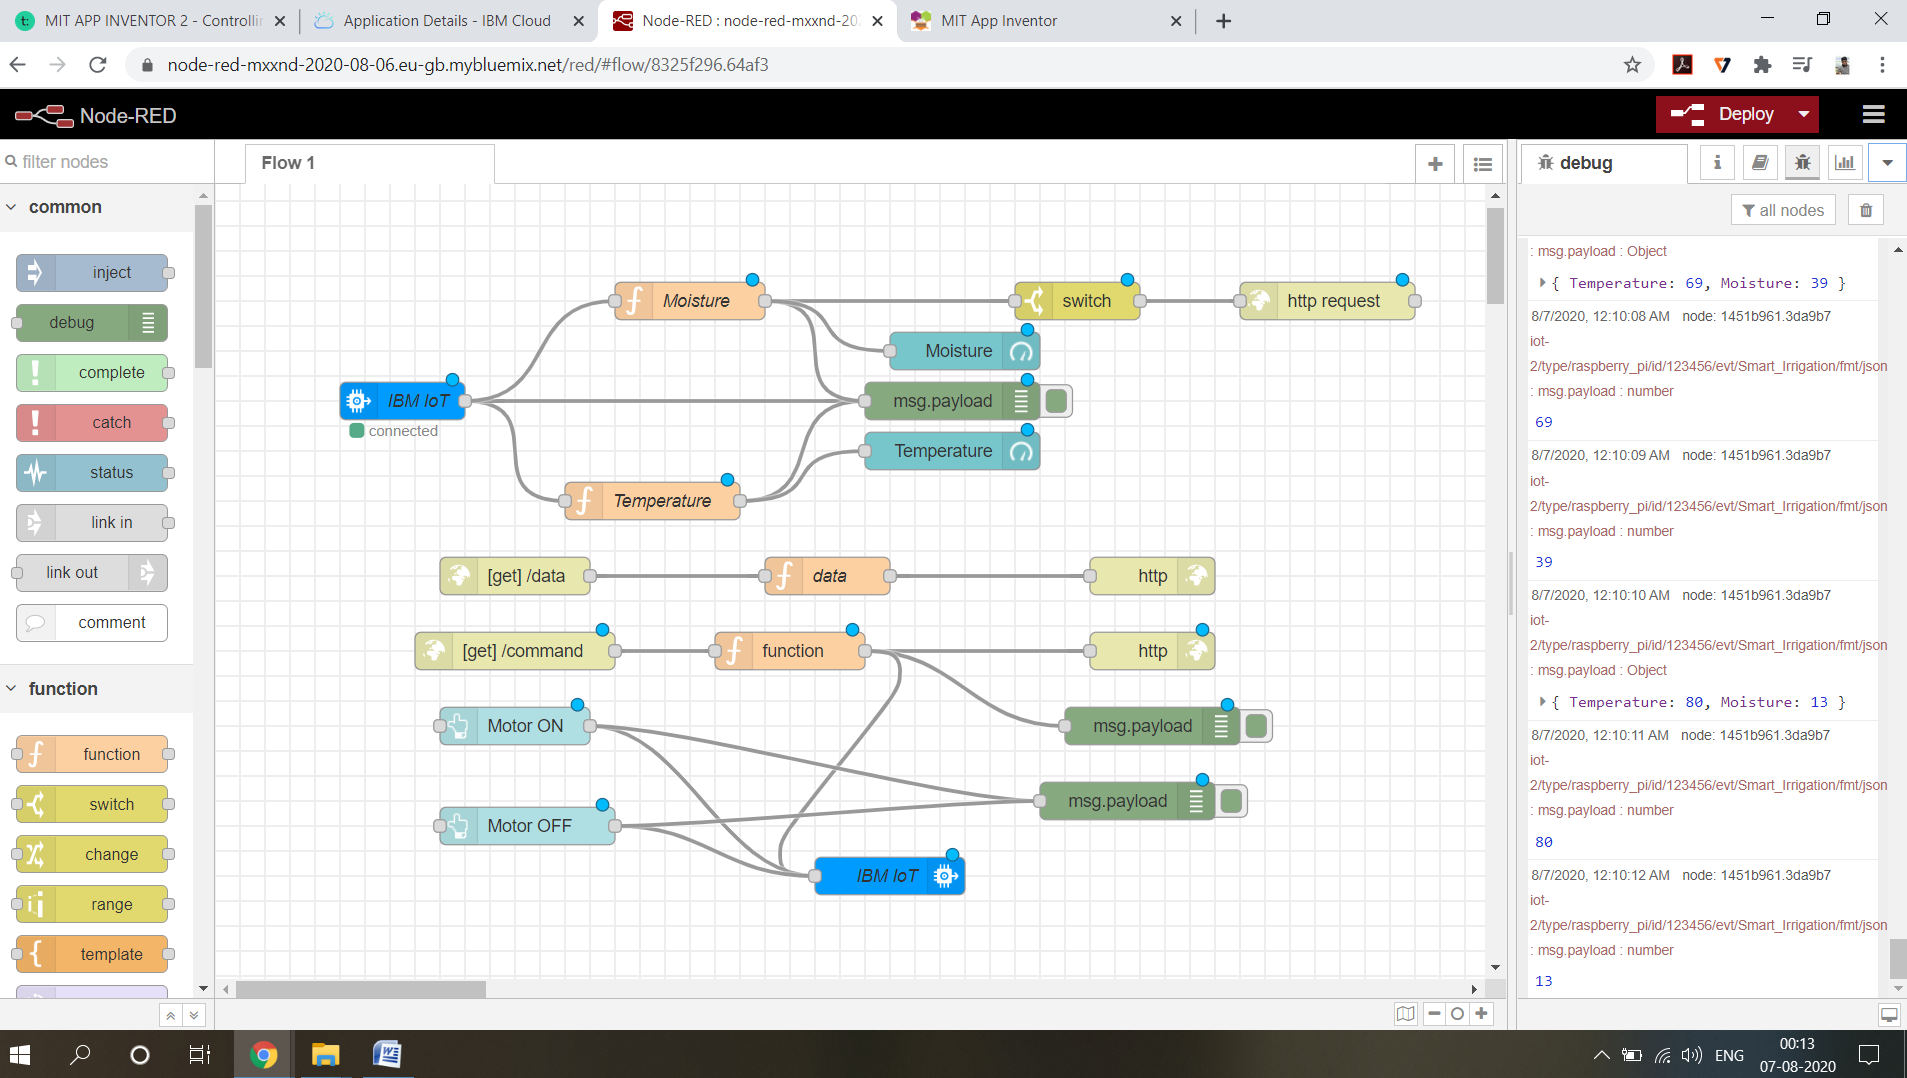 MIT APP INVENTOR 2 - Controllin
Application Details - IBM Cloud
Node-RED : node-red-mxxnd-202
MIT App Inventor
node-red-mxxnd-2020-08-06.eu-gb.mybluemix.net/red/#flow/8325f296.64af3
Node-RED
Deploy
filter nodes
Flow 1
debug
all nodes
common
inject
debug
complete
catch
status
link in
link out
comment
function
function
switch
change
range
template
Moisture
switch
http request
Moisture
IBM IoT
connected
msg.payload
Temperature
Temperature
[get] /data
data
http
[get] /command
function
http
Motor ON
msg.payload
msg.payload
Motor OFF
IBM IoT
: msg.payload : Object
{ Temperature: 69, Moisture: 39 }
8/7/2020, 12:10:08 AM node: 1451b961.3da9b7
iot-
2/type/raspberry_pi/id/123456/evt/Smart_Irrigation/fmt/json
: msg.payload : number
69
8/7/2020, 12:10:09 AM node: 1451b961.3da9b7
iot-
2/type/raspberry_pi/id/123456/evt/Smart_Irrigation/fmt/json
: msg.payload : number
39
8/7/2020, 12:10:10 AM node: 1451b961.3da9b7
iot-
2/type/raspberry_pi/id/123456/evt/Smart_Irrigation/fmt/json
: msg.payload : Object
{ Temperature: 80, Moisture: 13 }
8/7/2020, 12:10:11 AM node: 1451b961.3da9b7
iot-
2/type/raspberry_pi/id/123456/evt/Smart_Irrigation/fmt/json
: msg.payload : number
80
8/7/2020, 12:10:12 AM node: 1451b961.3da9b7
iot-
2/type/raspberry_pi/id/123456/evt/Smart_Irrigation/fmt/json
: msg.payload : number
13
ENG
00:13
07-08-2020